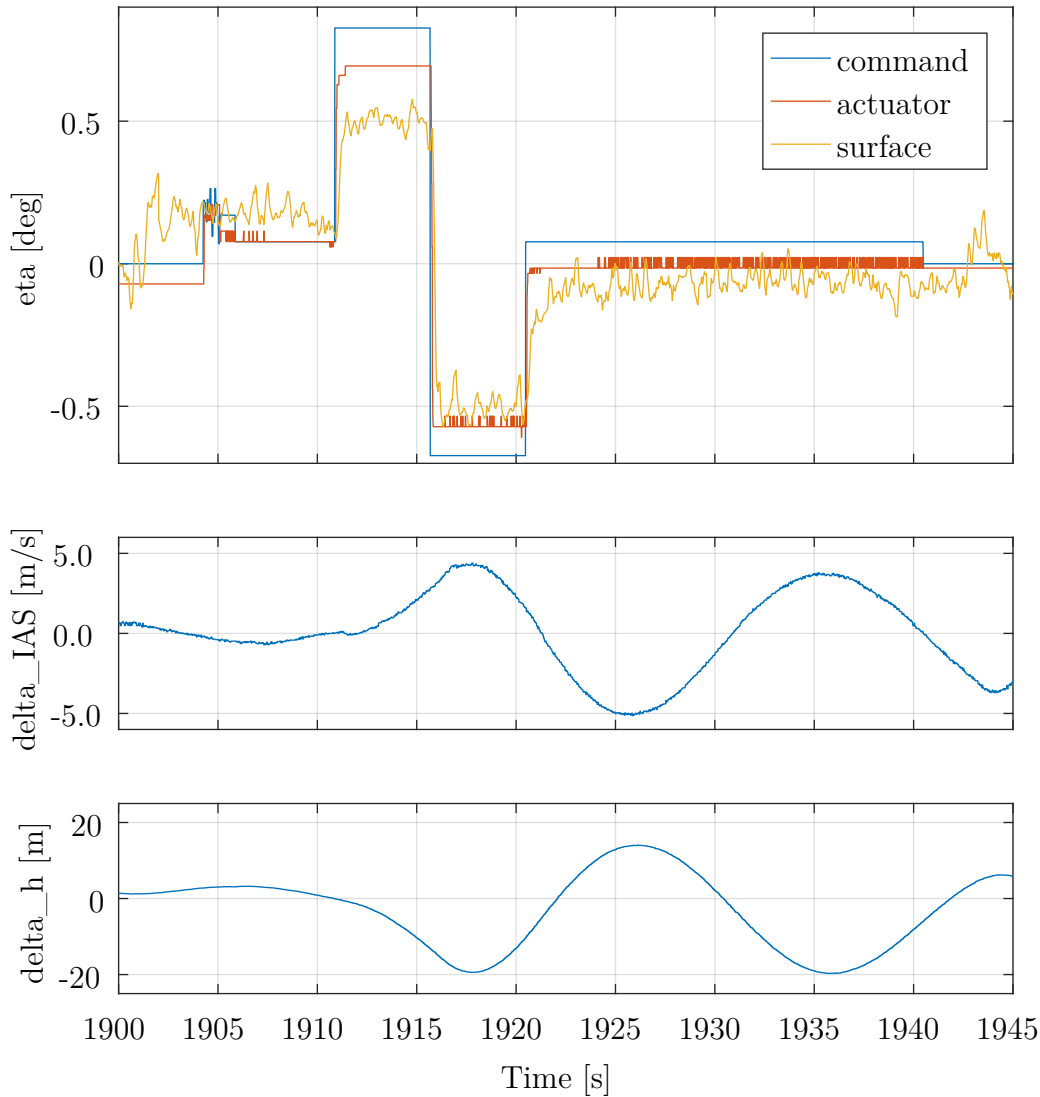 command
actuator
surface
0.5
0
-0.5
eta [deg]
5.0
0.0
-5.0
delta_IAS [m/s]
20
0
-20
delta_h [m]
1900 1905 1910 1915 1920 1925 1930 1935 1940 1945
Time [s]